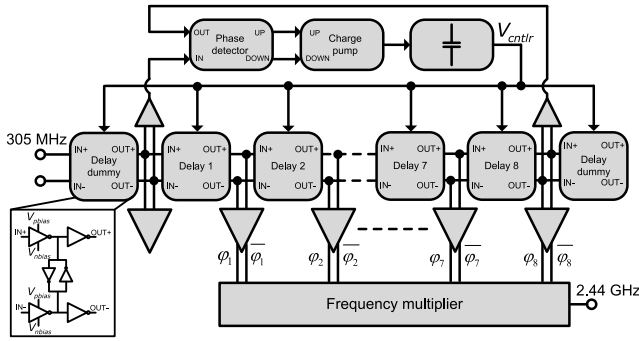 OUT
IN
Phase
detector
UP
DOWN
UP
DOWN
Charge
pump
V_cntlr
305 MHz
IN+ OUT+
Delay
dummy
IN- OUT-
IN+ OUT+
Delay 1
IN- OUT-
IN+ OUT+
Delay 2
IN- OUT-
IN+ OUT+
Delay 7
IN- OUT-
IN+ OUT+
Delay 8
IN- OUT-
IN+ OUT+
Delay
dummy
IN- OUT-
V_pbias
IN+ OUT+
V_nbias
V_pbias
IN- OUT-
V_nbias
φ₁ φ̅₁ φ₂ φ̅₂ φ₇ φ̅₇ φ₈ φ̅₈
Frequency multiplier
2.44 GHz